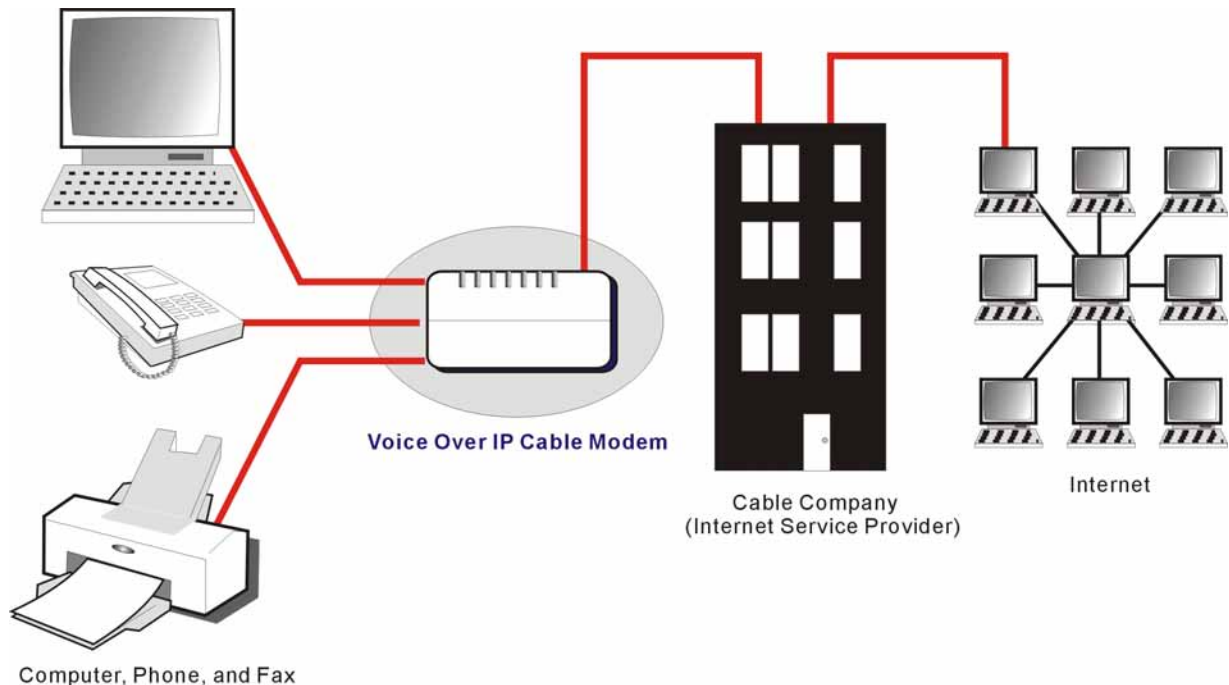 Voice Over IP Cable Modem
Cable Company
(Internet Service Provider)
Internet
Computer, Phone, and Fax